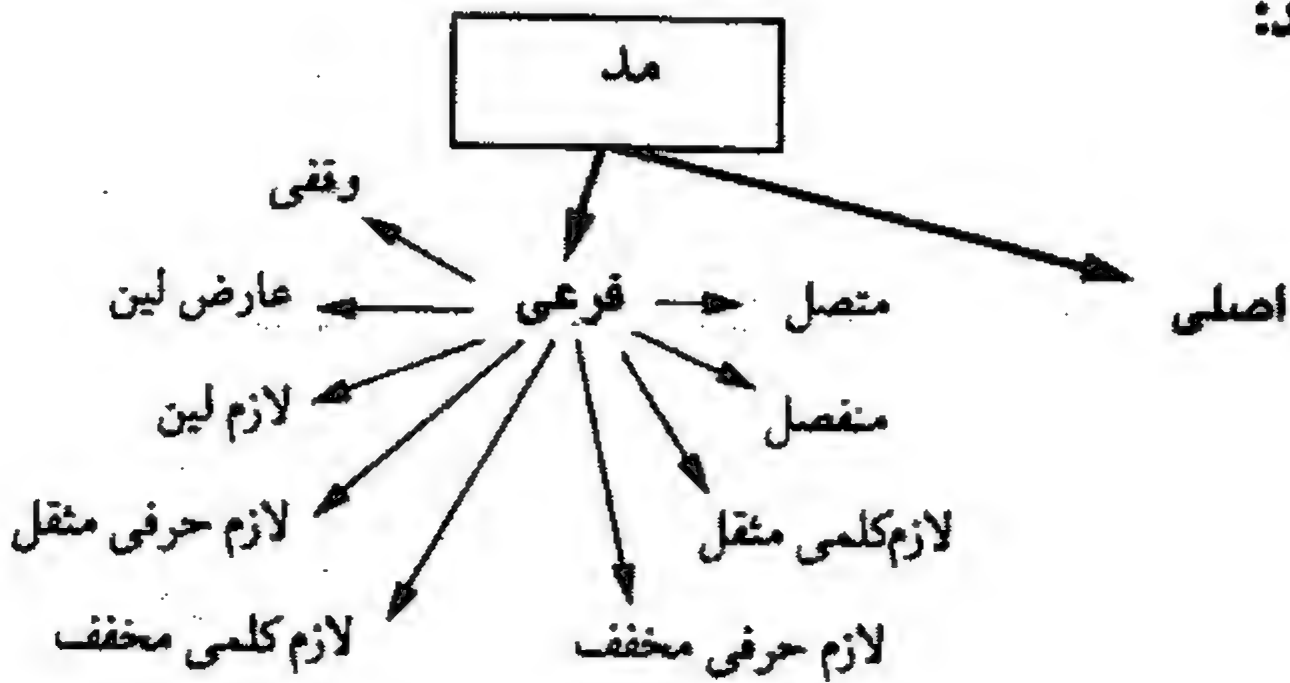 مد
وقفی
عارض لین
فرعی
متصل
اصلی
لازم لین
منفصل
لازم حرفی مثقل
لازم کلمی مثقل
لازم کلمی مخفف
لازم حرفی مخفف